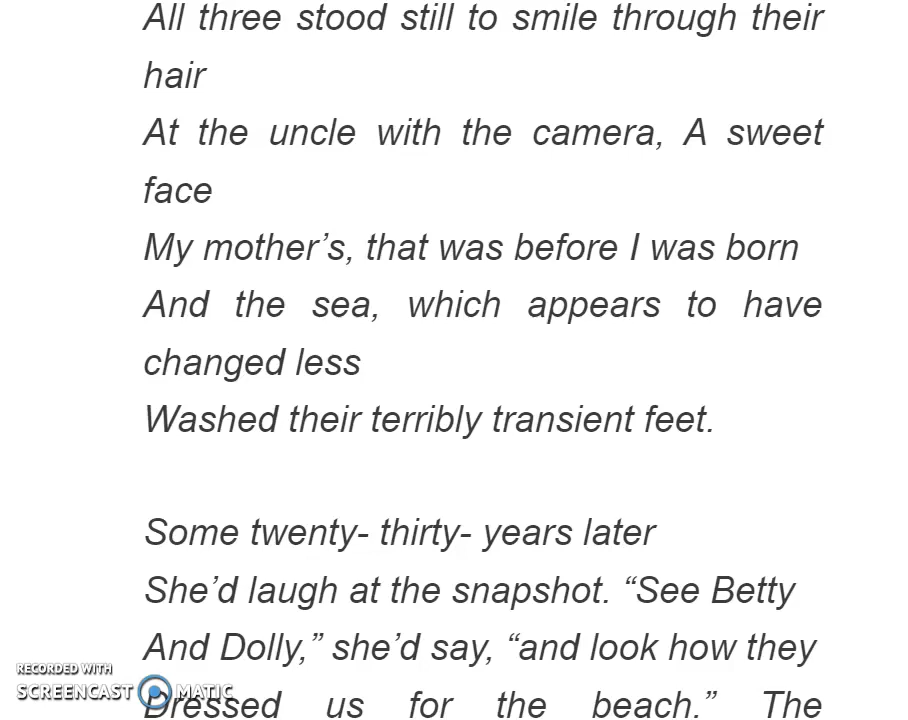 All three stood still to smile through their
hair
At the uncle with the camera, A sweet
face
My mother’s, that was before I was born
And the sea, which appears to have
changed less
Washed their terribly transient feet.
Some twenty- thirty- years later
She’d laugh at the snapshot. “See Betty
And Dolly,” she’d say, “and look how they
Dressed us for the beach.” The
RECORDED WITH
SCREENCAST MATIC